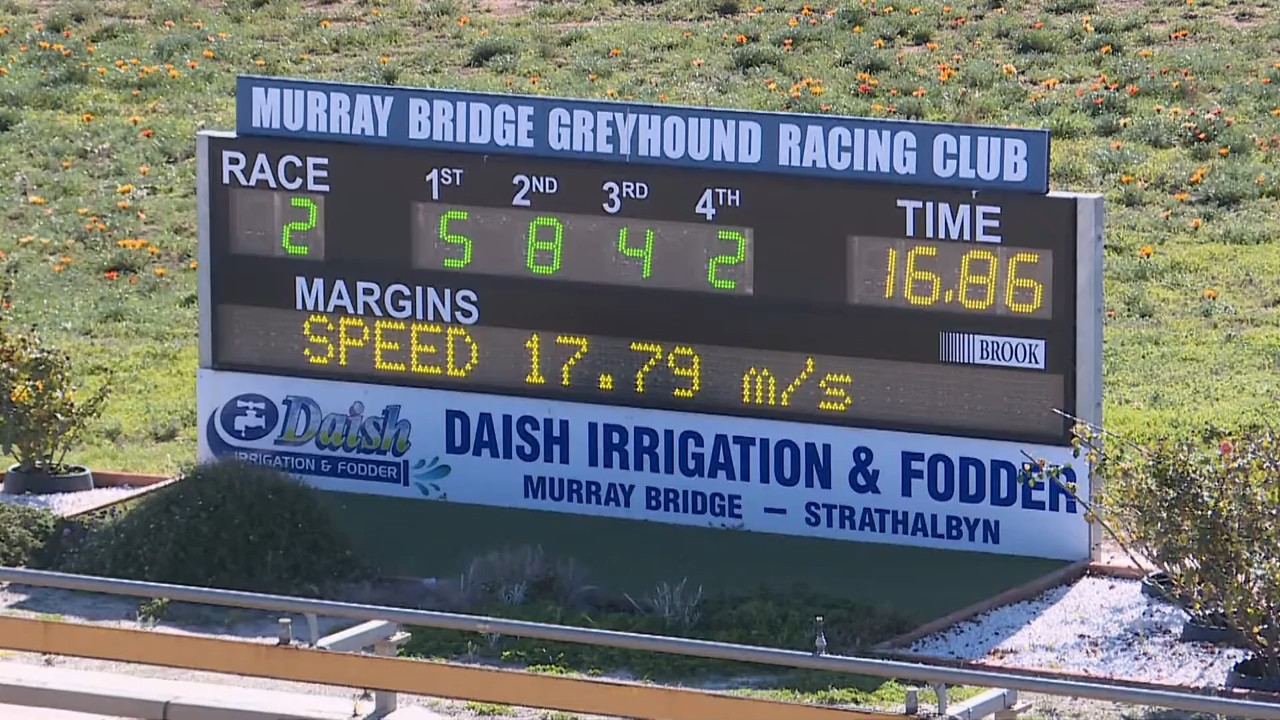 MURRAY BRIDGE GREYHOUND RACING CLUB
RACE 1ST 2ND 3RD 4TH TIME
2 5 8 4 2 16.86
MARGINS
BROOK
SPEED 17.79 m/s
Daish
IRRIGATION & FODDER
DAISH IRRIGATION & FODDER
MURRAY BRIDGE – STRATHALBYN